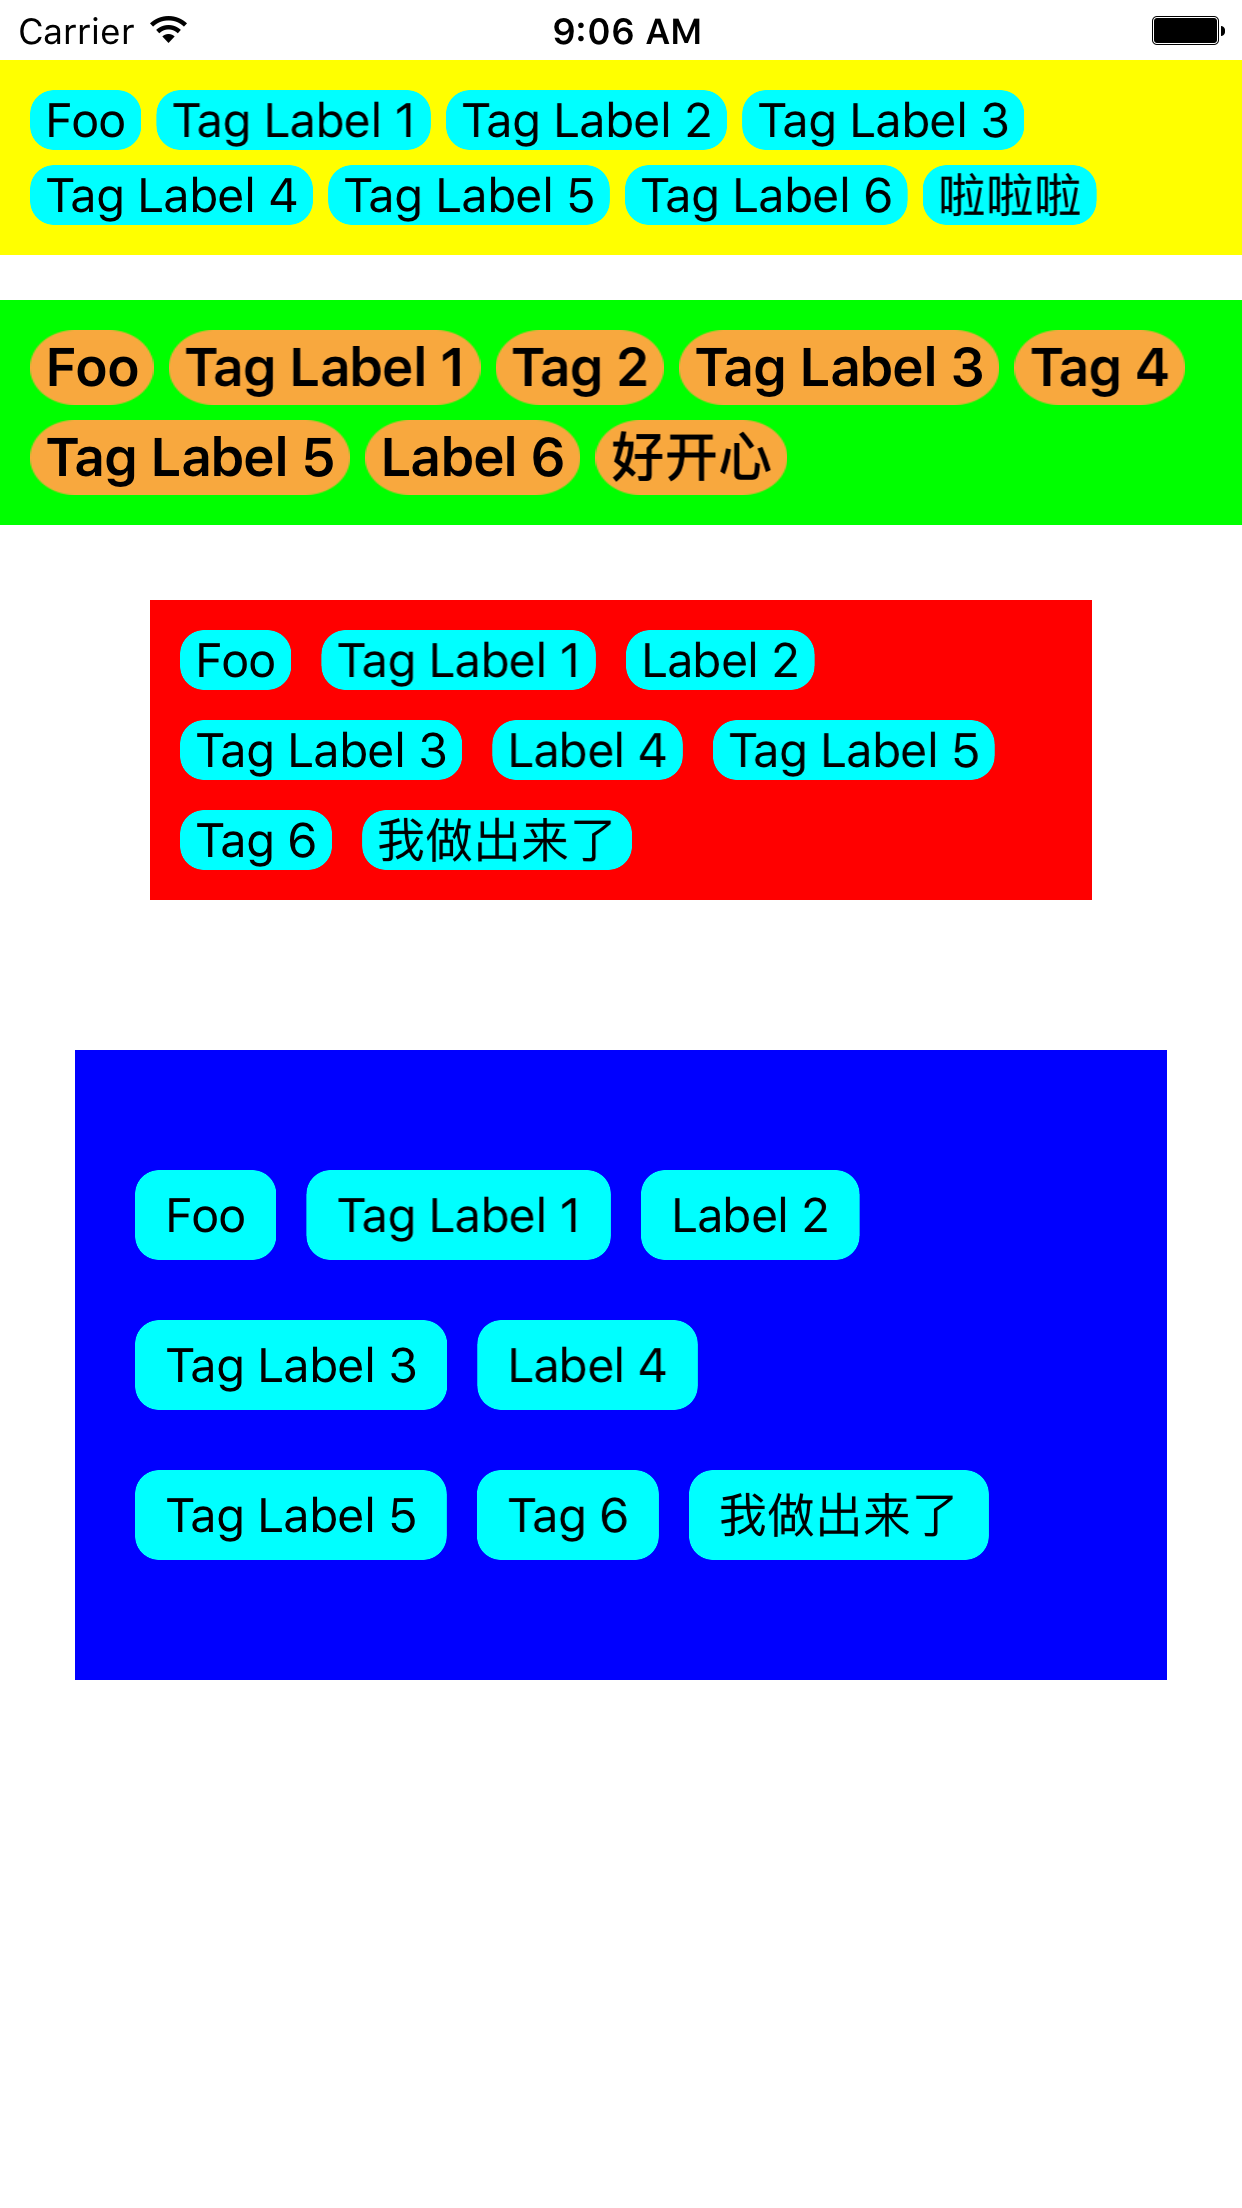 Carrier 9:06 AM
Foo Tag Label 1 Tag Label 2 Tag Label 3
Tag Label 4 Tag Label 5 Tag Label 6 啦啦啦
Foo Tag Label 1 Tag 2 Tag Label 3 Tag 4
Tag Label 5 Label 6 好开心
Foo Tag Label 1 Label 2
Tag Label 3 Label 4 Tag Label 5
Tag 6 我做出来了
Foo Tag Label 1 Label 2
Tag Label 3 Label 4
Tag Label 5 Tag 6 我做出来了